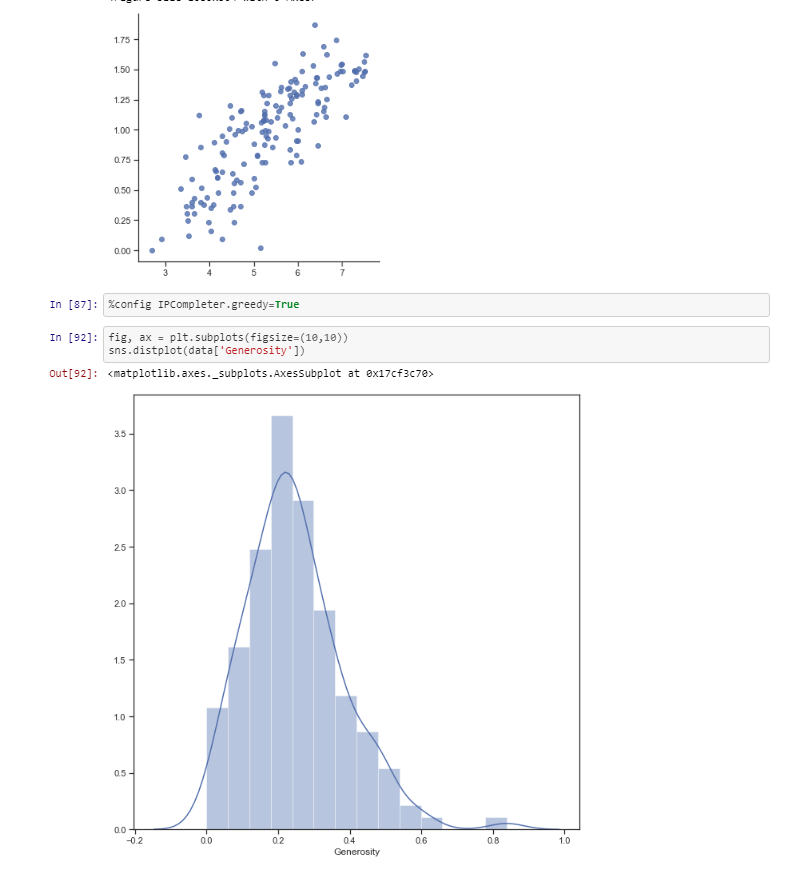 1.75
1.50
1.25
1.00
0.75
0.50
0.25
0.00
3 4 5 6 7
In [87]: %config IPCompleter.greedy=True
In [92]: fig, ax = plt.subplots(figsize=(10,10))
sns.distplot(data['Generosity'])
Out[92]: <matplotlib.axes._subplots.AxesSubplot at 0x17cf3c70>
3.5
3.0
2.5
2.0
1.5
1.0
0.5
0.0
−0.2 0.0 0.2 0.4 0.6 0.8 1.0
Generosity